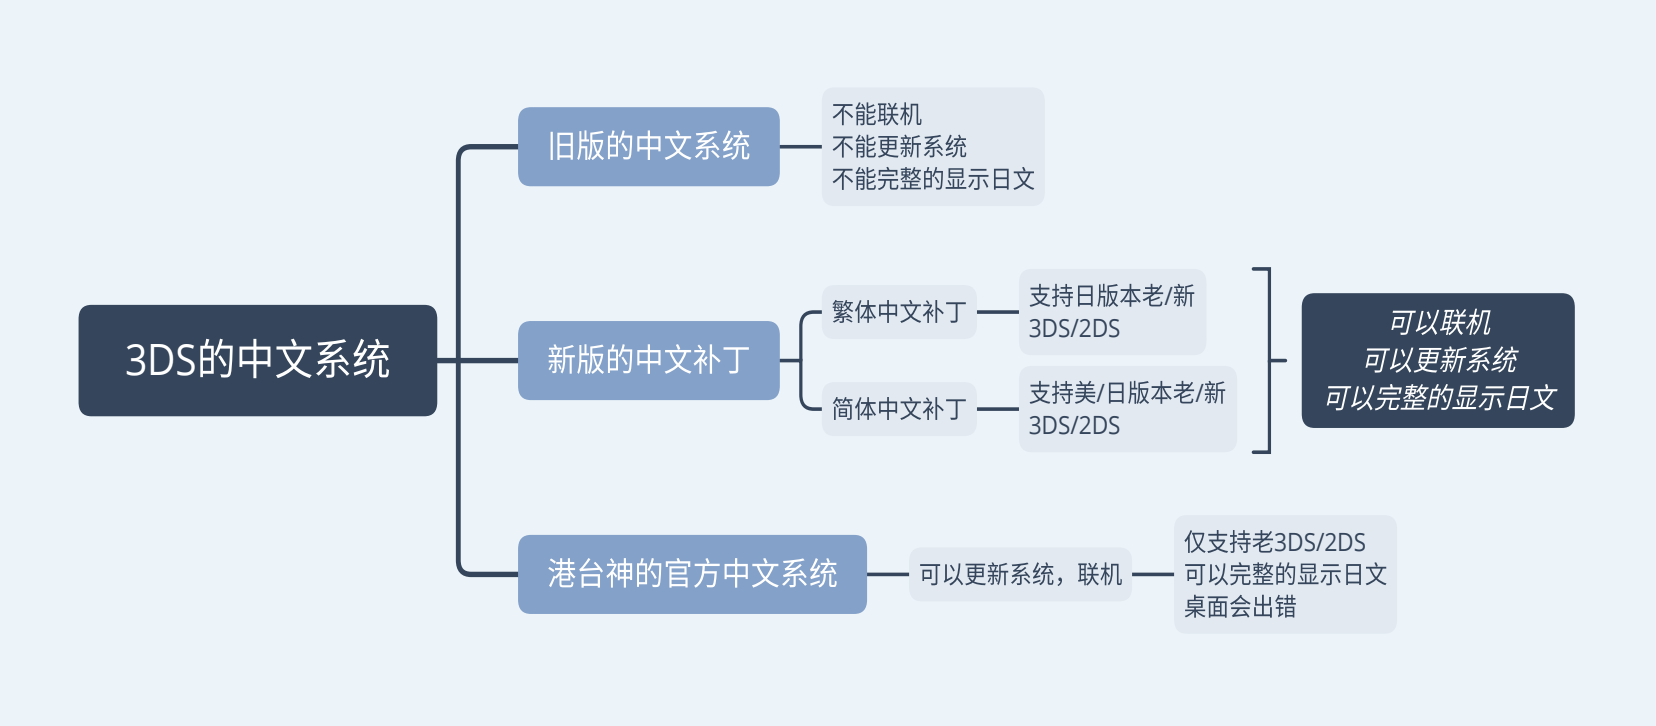 3DS的中文系统
旧版的中文系统
不能联机
不能更新系统
不能完整的显示日文
新版的中文补丁
繁体中文补丁
支持日版本老/新
3DS/2DS
简体中文补丁
支持美/日版本老/新
3DS/2DS
可以联机
可以更新系统
可以完整的显示日文
港台神的官方中文系统
可以更新系统，联机
仅支持老3DS/2DS
可以完整的显示日文
桌面会出错